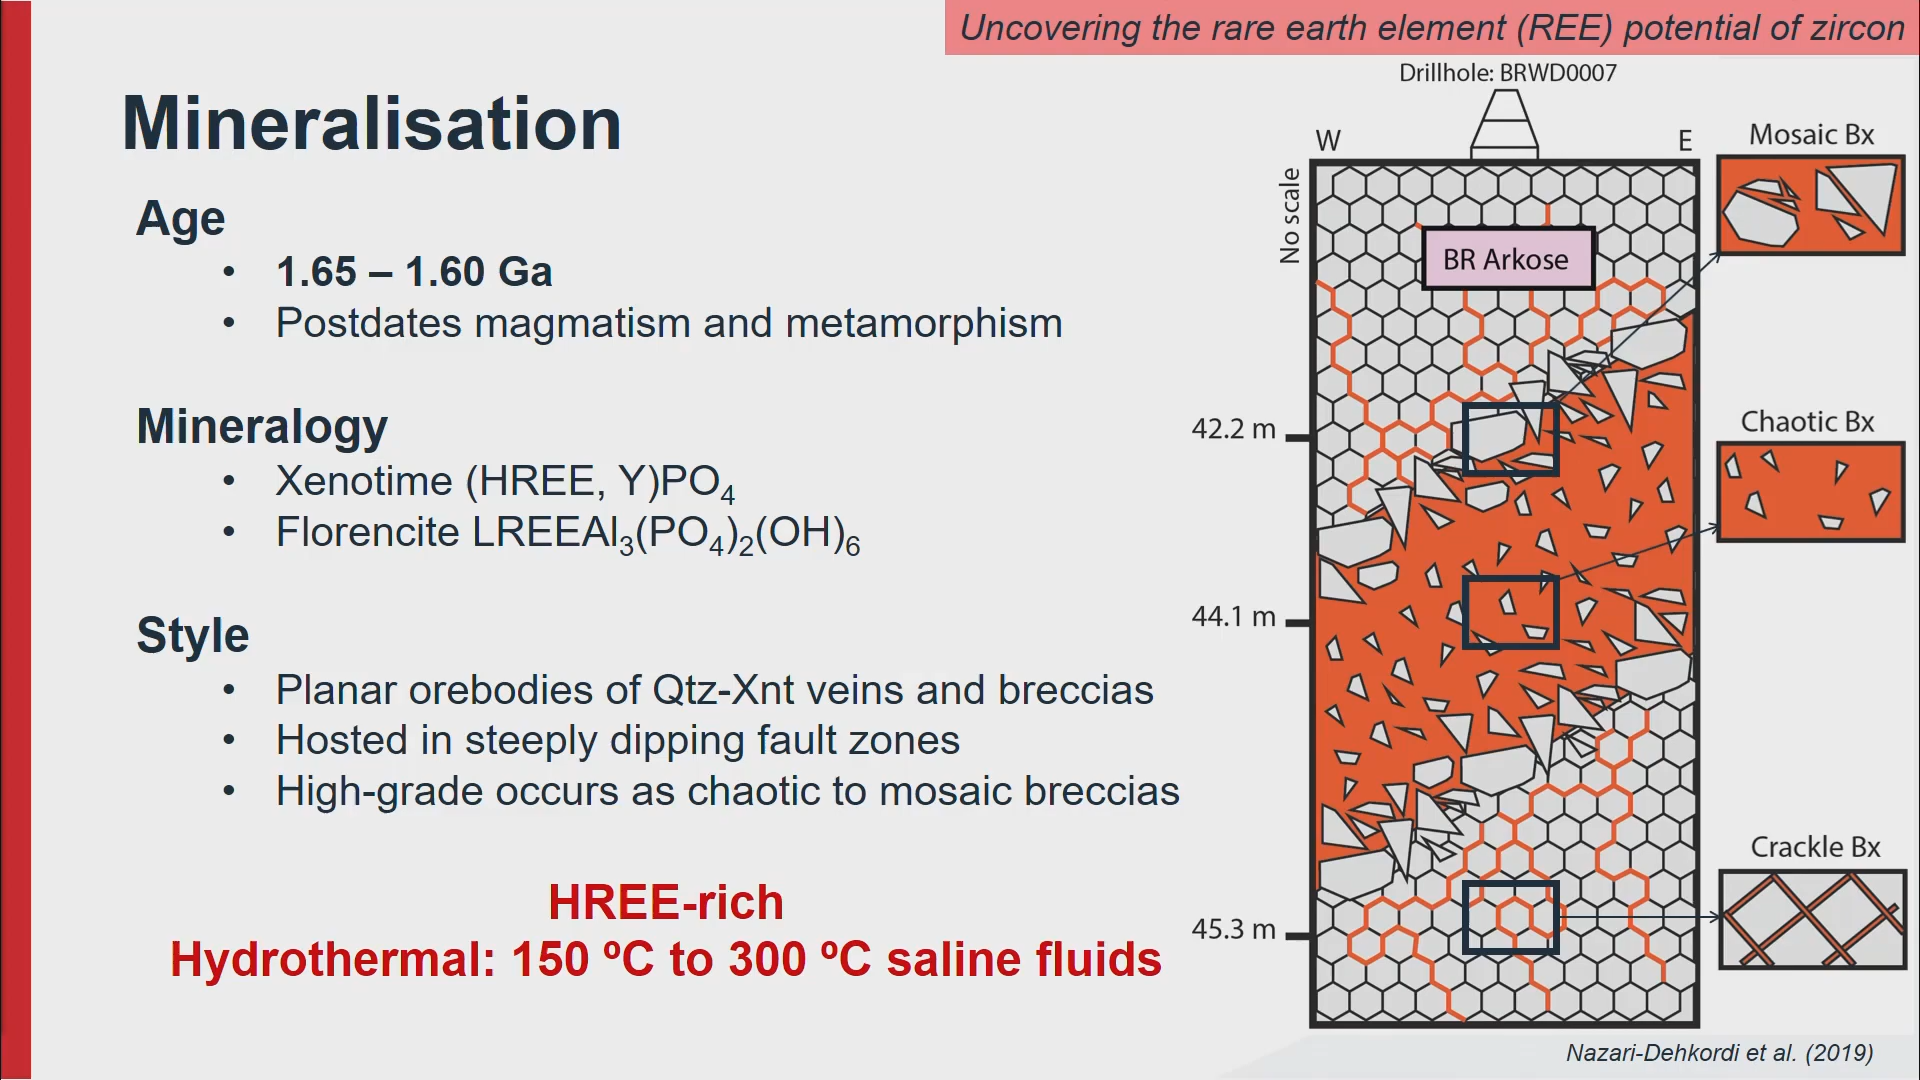 Uncovering the rare earth element (REE) potential of zircon
Mineralisation
Age
• 1.65 – 1.60 Ga
• Postdates magmatism and metamorphism
Mineralogy
• Xenotime (HREE, Y)PO₄
• Florencite LREEAl₃(PO₄)₂(OH)₆
Style
• Planar orebodies of Qtz-Xnt veins and breccias
• Hosted in steeply dipping fault zones
• High-grade occurs as chaotic to mosaic breccias
HREE-rich
Hydrothermal: 150 ºC to 300 ºC saline fluids
Drillhole: BRWD0007
W
E
No scale
BR Arkose
42.2 m
44.1 m
45.3 m
Mosaic Bx
Chaotic Bx
Crackle Bx
Nazari-Dehkordi et al. (2019)